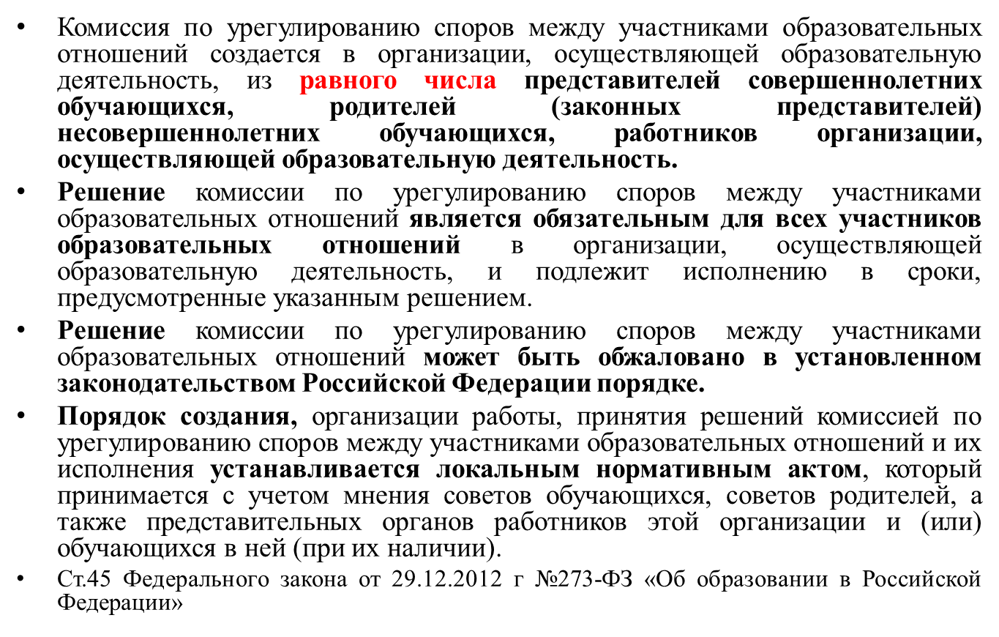 • Комиссия по урегулированию споров между участниками образовательных
отношений создается в организации, осуществляющей образовательную
деятельность, из равного числа представителей совершеннолетних
обучающихся, родителей (законных представителей)
несовершеннолетних обучающихся, работников организации,
осуществляющей образовательную деятельность.
• Решение комиссии по урегулированию споров между участниками
образовательных отношений является обязательным для всех участников
образовательных отношений в организации, осуществляющей
образовательную деятельность, и подлежит исполнению в сроки,
предусмотренные указанным решением.
• Решение комиссии по урегулированию споров между участниками
образовательных отношений может быть обжаловано в установленном
законодательством Российской Федерации порядке.
• Порядок создания, организации работы, принятия решений комиссией по
урегулированию споров между участниками образовательных отношений и их
исполнения устанавливается локальным нормативным актом, который
принимается с учетом мнения советов обучающихся, советов родителей, а
также представительных органов работников этой организации и (или)
обучающихся в ней (при их наличии).
• Ст.45 Федерального закона от 29.12.2012 г №273-ФЗ «Об образовании в Российской
Федерации»